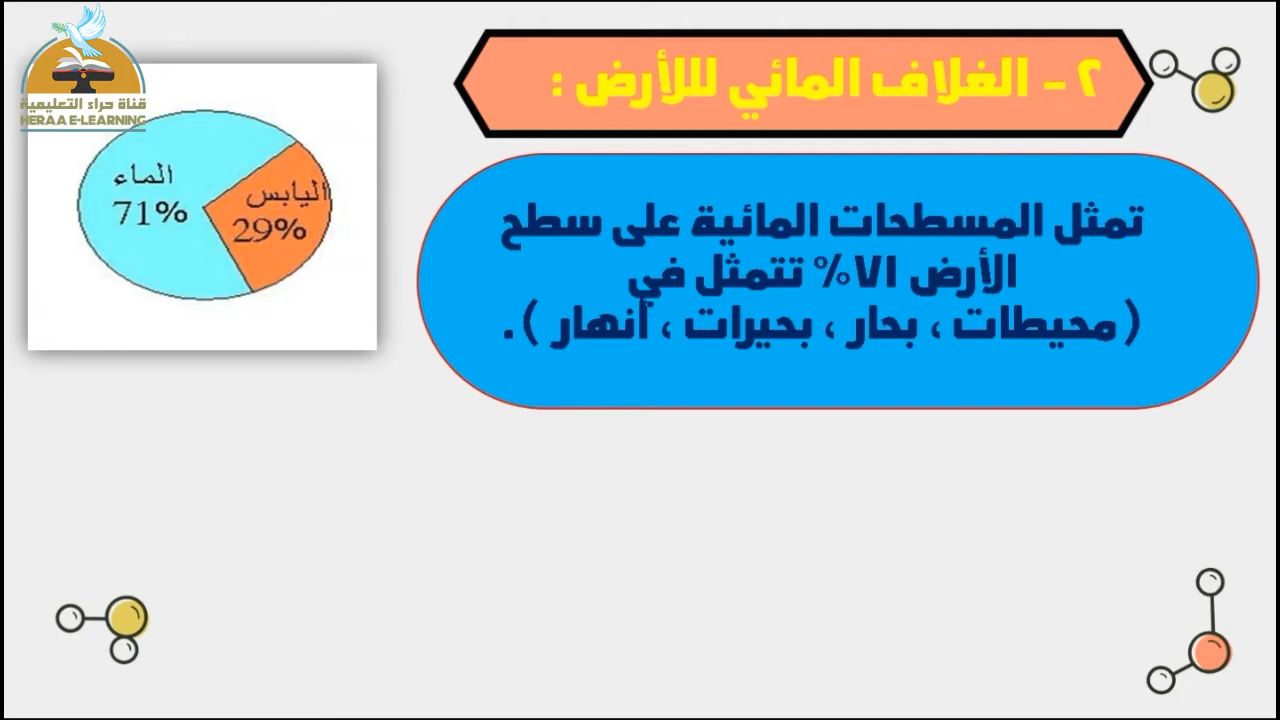 قناة حراء التعليمية
HERAA E-LEARNING
٢ - الغلاف المائي لللأرض :
تمثل المسطحات المائية على سطح
الأرض ٧١% تتمثل في
( محيطات ، بحار ، بحيرات ، أنهار ) .
الماء
71%
اليابس
29%